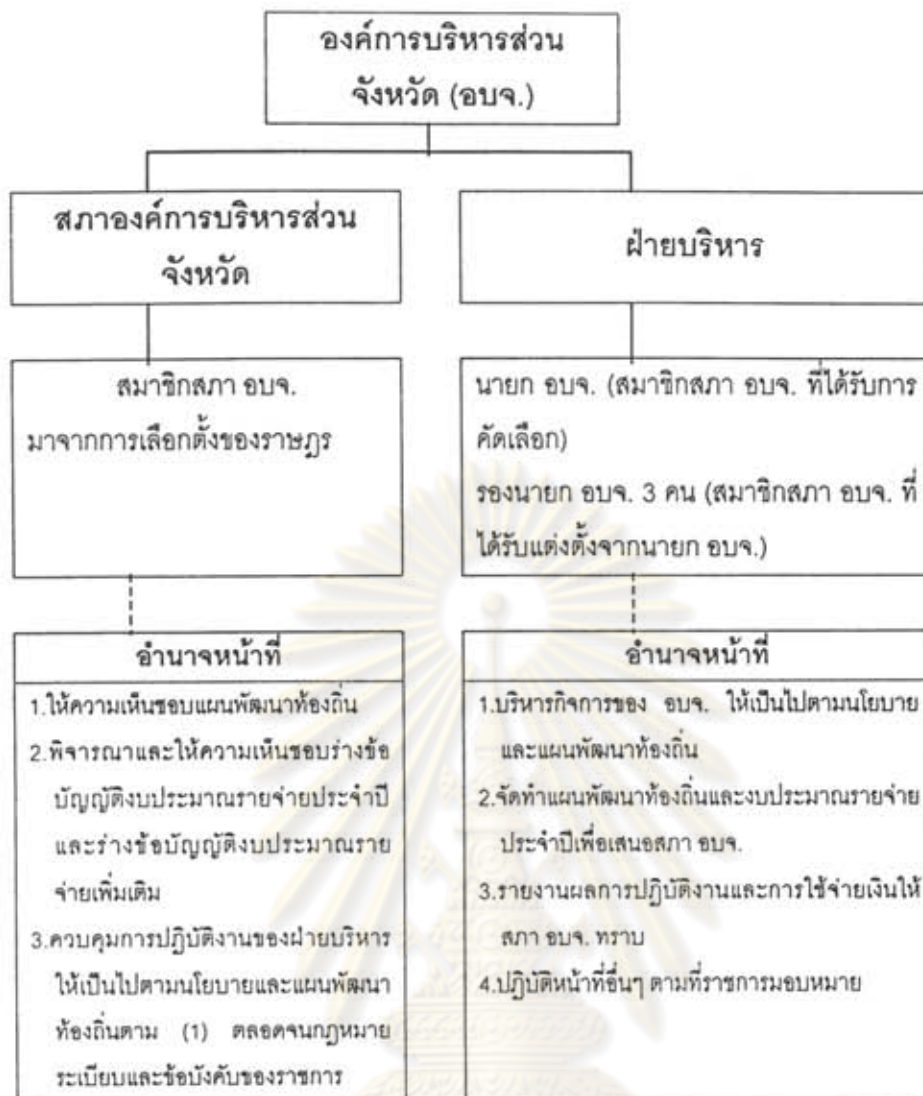 องค์การบริหารส่วน
จังหวัด (อบจ.)
สภาองค์การบริหารส่วน
จังหวัด
ฝ่ายบริหาร
สมาชิกสภา อบจ.
มาจากการเลือกตั้งของราษฎร
นายก อบจ. (สมาชิกสภา อบจ. ที่ได้รับการ
คัดเลือก)
รองนายก อบจ. 3 คน (สมาชิกสภา อบจ. ที่
ได้รับแต่งตั้งจากนายก อบจ.)
อำนาจหน้าที่
1.ให้ความเห็นชอบแผนพัฒนาท้องถิ่น
2.พิจารณาและให้ความเห็นชอบร่างข้อ
บัญญัติงบประมาณรายจ่ายประจำปี
และร่างข้อบัญญัติงบประมาณราย
จ่ายเพิ่มเติม
3.ควบคุมการปฏิบัติงานของฝ่ายบริหาร
ให้เป็นไปตามนโยบายและแผนพัฒนา
ท้องถิ่นตาม (1) ตลอดจนกฎหมาย
ระเบียบและข้อบังคับของราชการ
อำนาจหน้าที่
1.บริหารกิจการของ อบจ. ให้เป็นไปตามนโยบาย
และแผนพัฒนาท้องถิ่น
2.จัดทำแผนพัฒนาท้องถิ่นและงบประมาณรายจ่าย
ประจำปีเพื่อเสนอสภา อบจ.
3.รายงานผลการปฏิบัติงานและการใช้จ่ายเงินให้
สภา อบจ. ทราบ
4.ปฏิบัติหน้าที่อื่นๆ ตามที่ราชการมอบหมาย